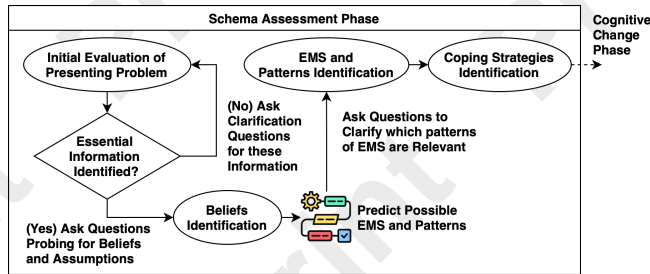 Schema Assessment Phase
Cognitive
Change
Phase
Initial Evaluation of
Presenting Problem
EMS and
Patterns Identification
Coping Strategies
Identification
(No) Ask
Clarification
Questions
for these
Information
Ask Questions to
Clarify which patterns
of EMS are Relevant
Essential
Information
Identified?
(Yes) Ask Questions
Probing for Beliefs
and Assumptions
Beliefs
Identification
Predict Possible
EMS and Patterns